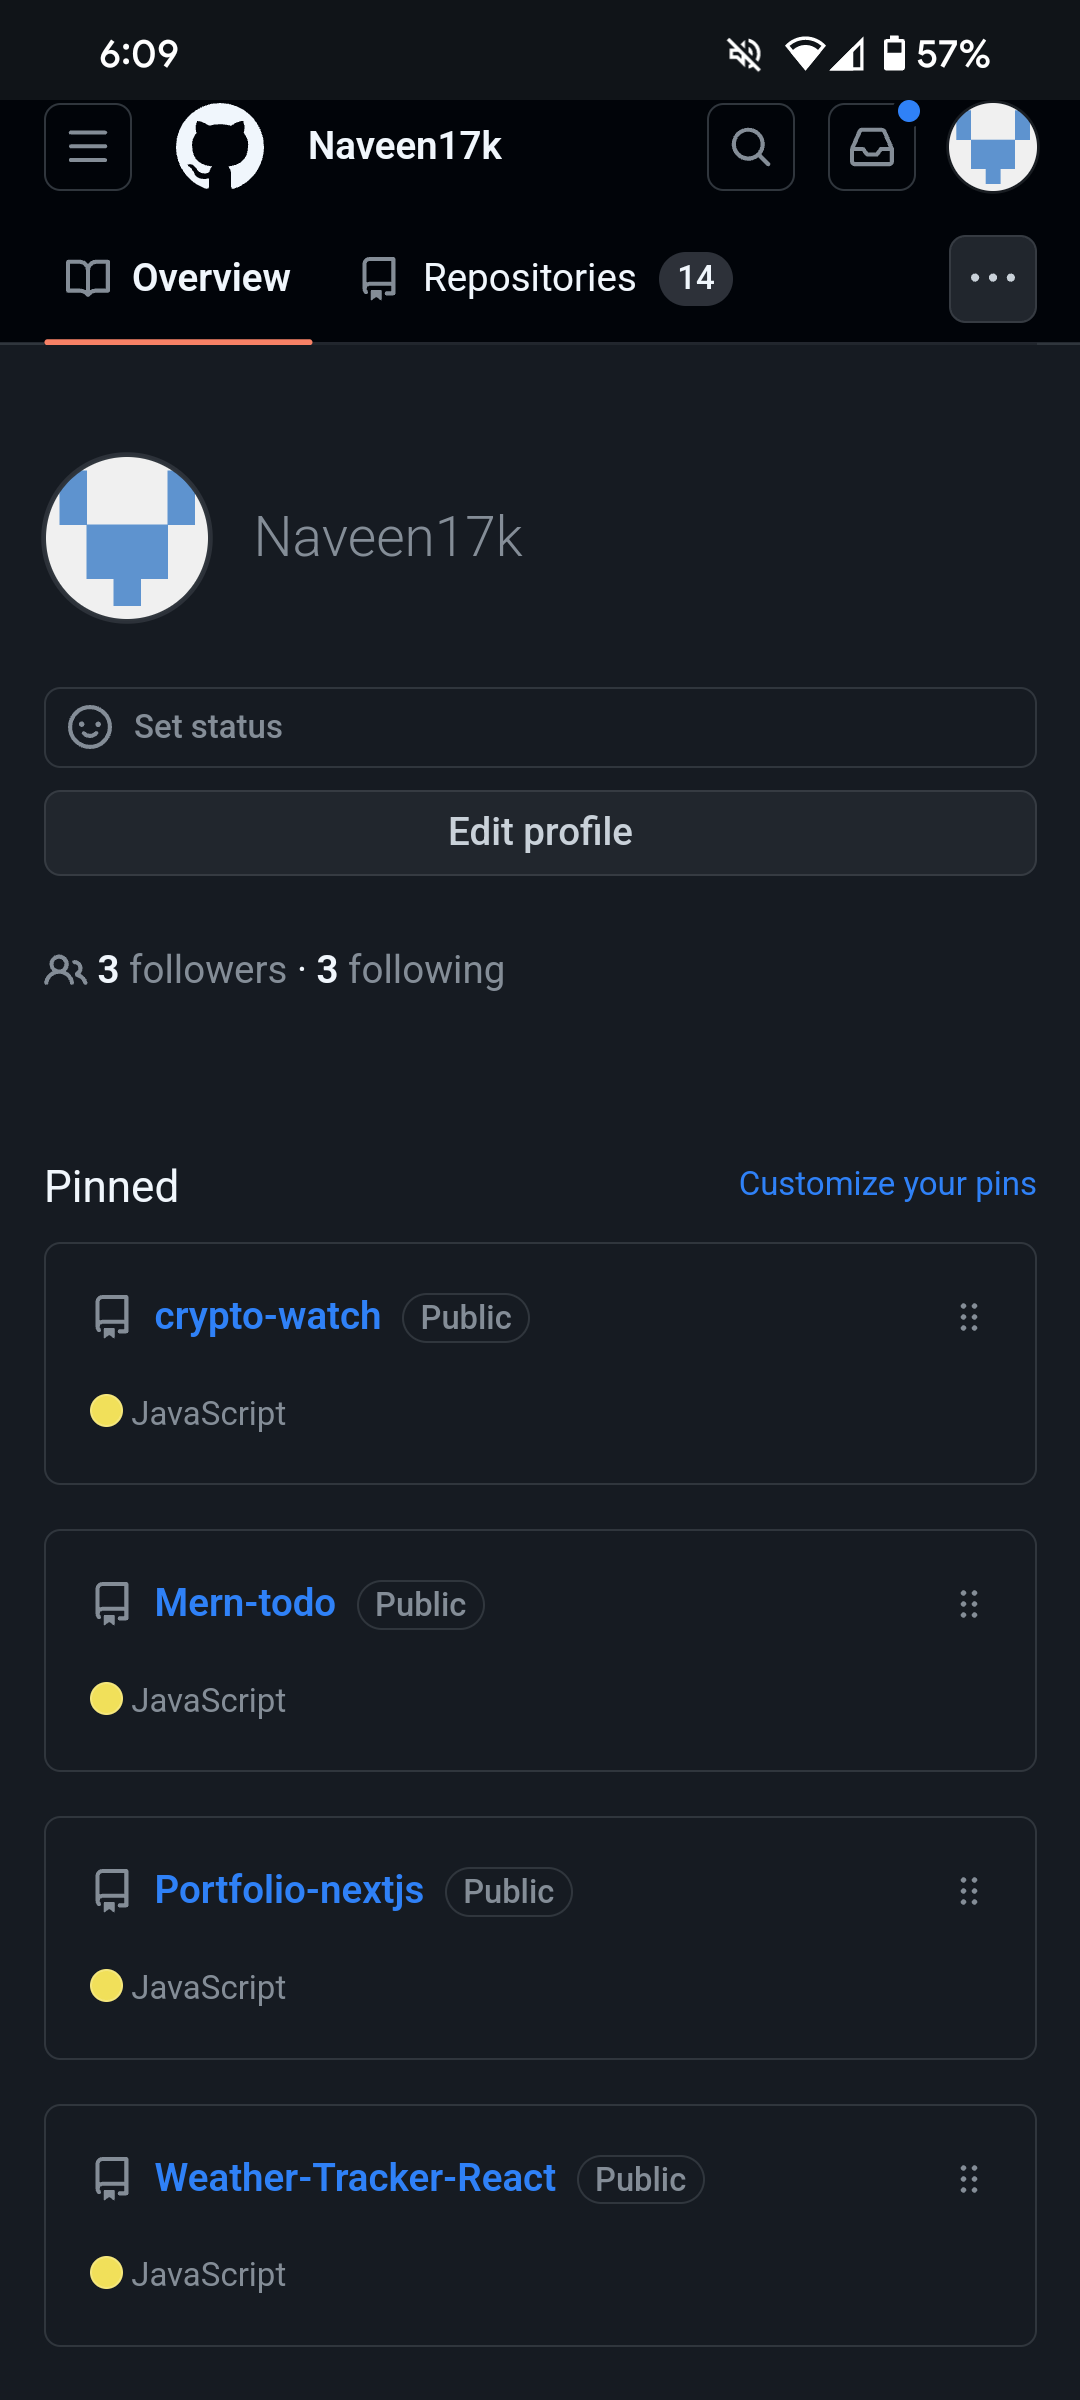 6:09 57%
Naveen17k
Overview Repositories 14
Naveen17k
Set status
Edit profile
3 followers · 3 following
Pinned Customize your pins
crypto-watch Public
JavaScript
Mern-todo Public
JavaScript
Portfolio-nextjs Public
JavaScript
Weather-Tracker-React Public
JavaScript